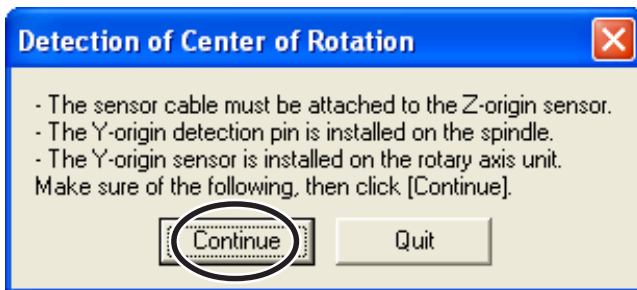 Detection of Center of Rotation
- The sensor cable must be attached to the Z-origin sensor.
- The Y-origin detection pin is installed on the spindle.
- The Y-origin sensor is installed on the rotary axis unit.
Make sure of the following, then click [Continue].
Continue Quit